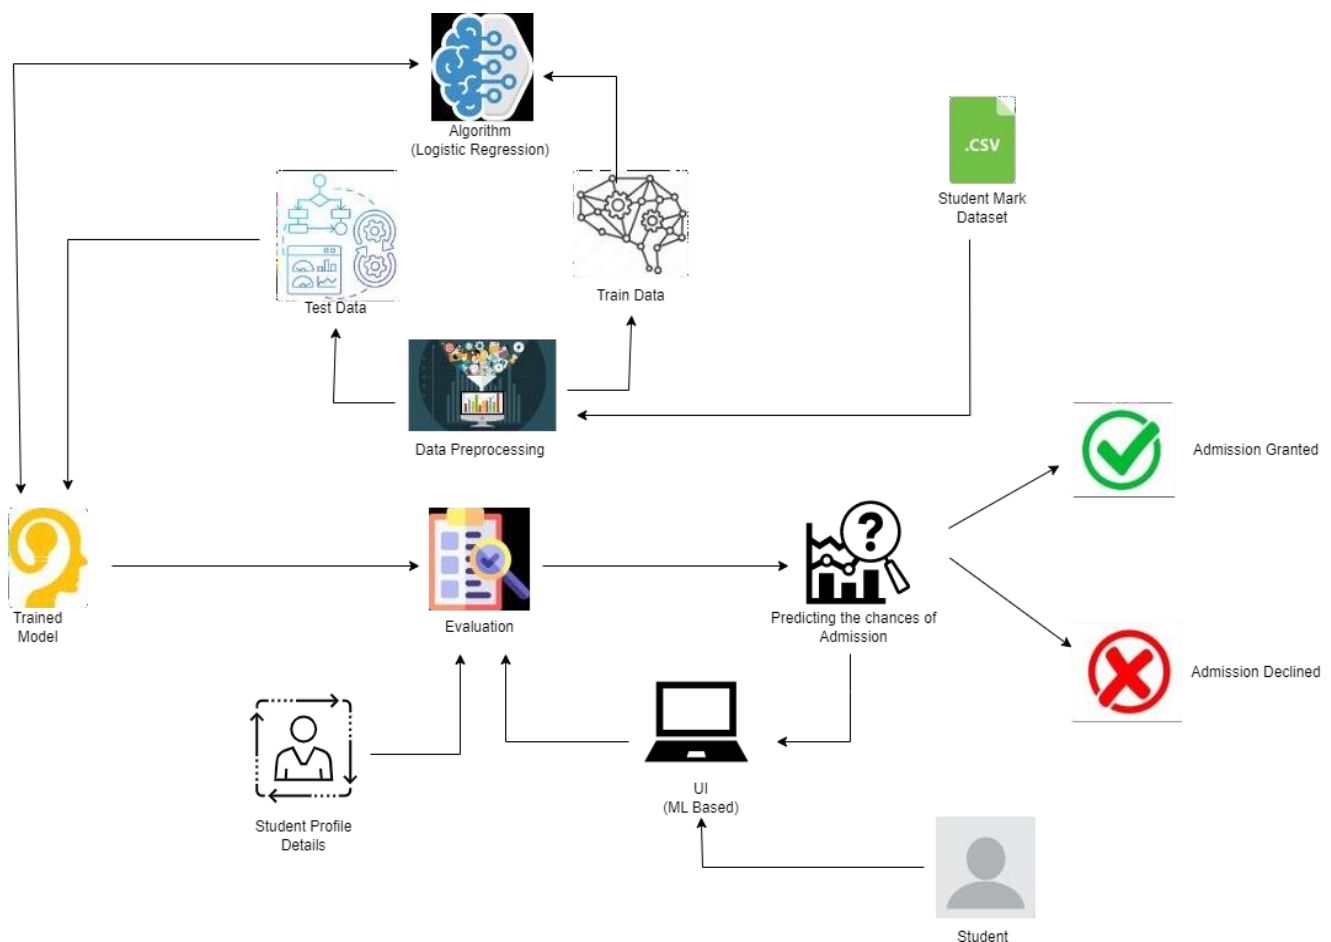 Algorithm
(Logistic Regression)
.CSV
Student Mark
Dataset
Test Data
Train Data
Data Preprocessing
Admission Granted
Trained
Model
Evaluation
?
Predicting the chances of
Admission
Admission Declined
UI
(ML Based)
Student Profile
Details
Student